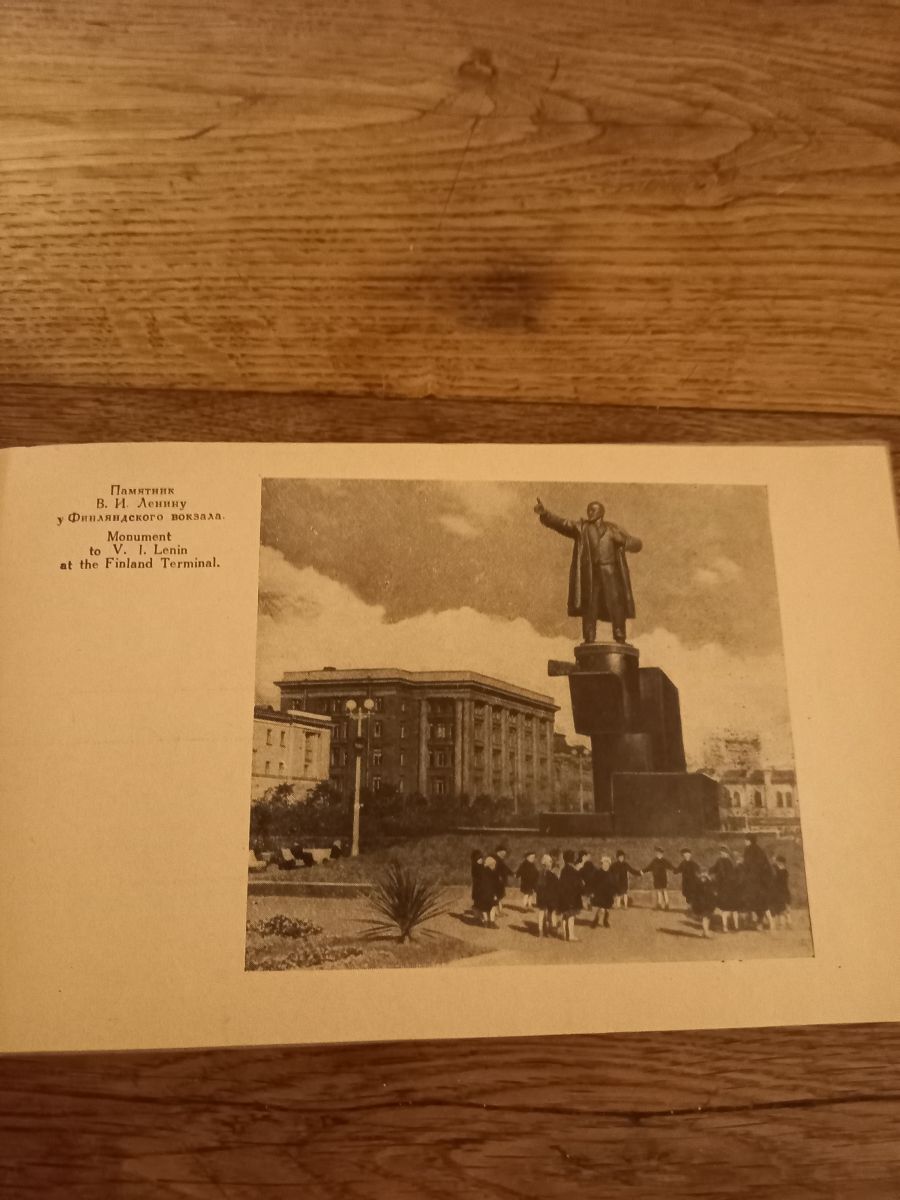 Памятник
В. И. Ленину
у Финляндского вокзала.
Monument
to V. I. Lenin
at the Finland Terminal.